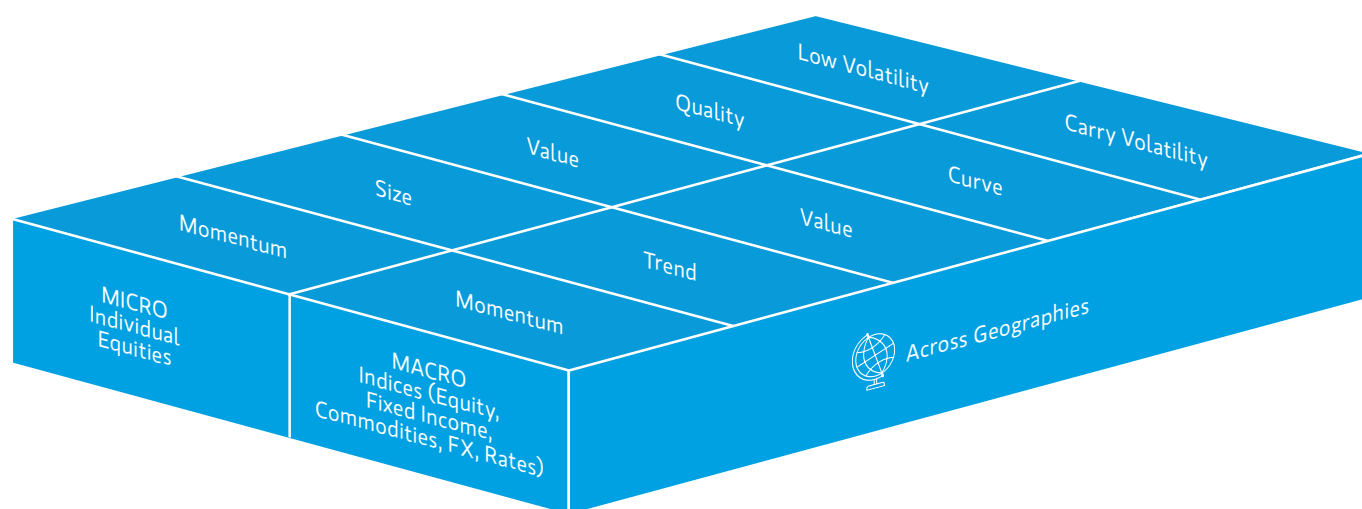 Low Volatility
Carry Volatility
Quality
Curve
Value
Value
Size
Trend
Momentum
Momentum
MICRO
Individual
Equities
MACRO
Indices (Equity,
Fixed Income,
Commodities, FX, Rates)
Across Geographies